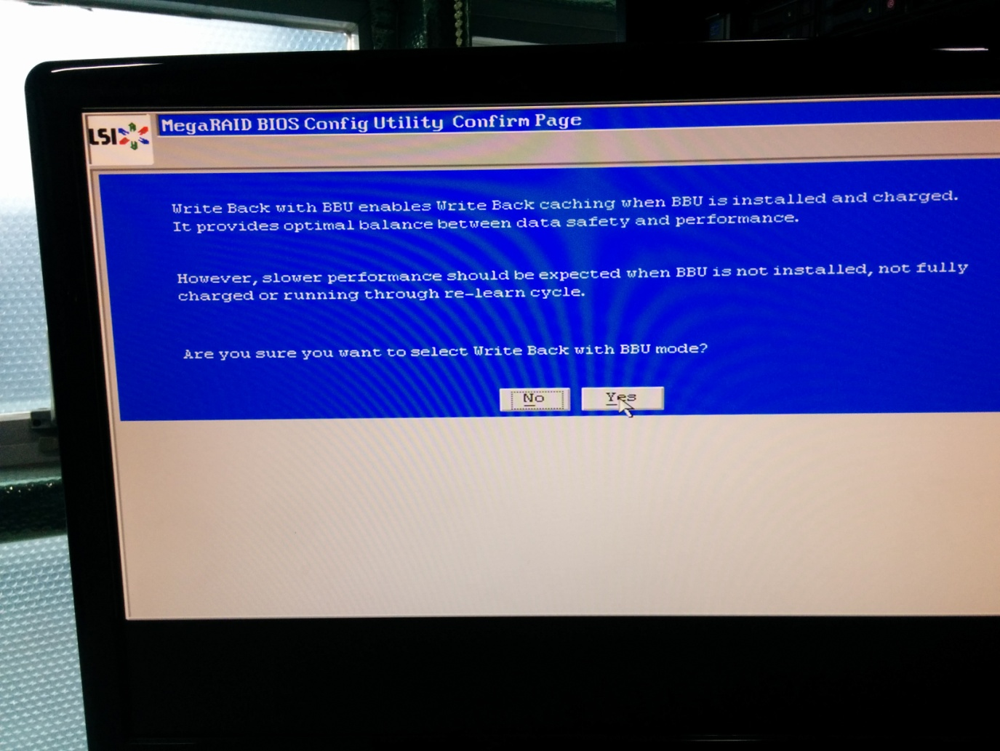 LSI
MegaRAID BIOS Config Utility Confirm Page
Write Back with BBU enables Write Back caching when BBU is installed and charged.
It provides optimal balance between data safety and performance.
However, slower performance should be expected when BBU is not installed, not fully
charged or running through re-learn cycle.
Are you sure you want to select Write Back with BBU mode?
No Yes